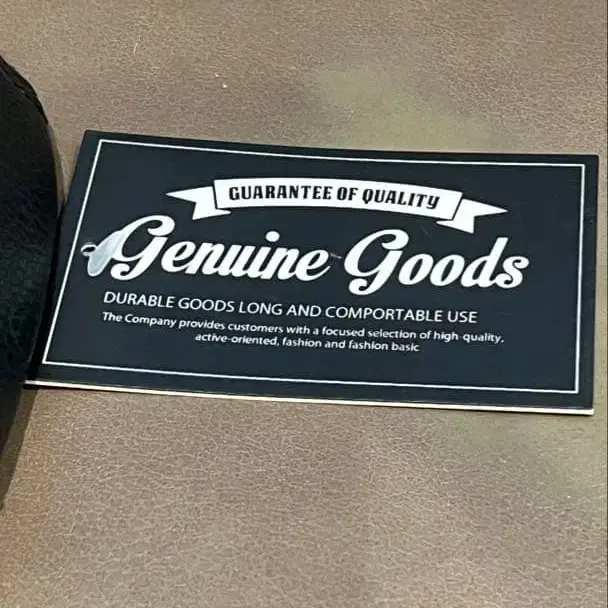 GUARANTEE OF QUALITY
Genuine Goods
DURABLE GOODS LONG AND COMPORTABLE USE
The Company provides customers with a focused selection of high-quality,
active-oriented, fashion and fashion basic